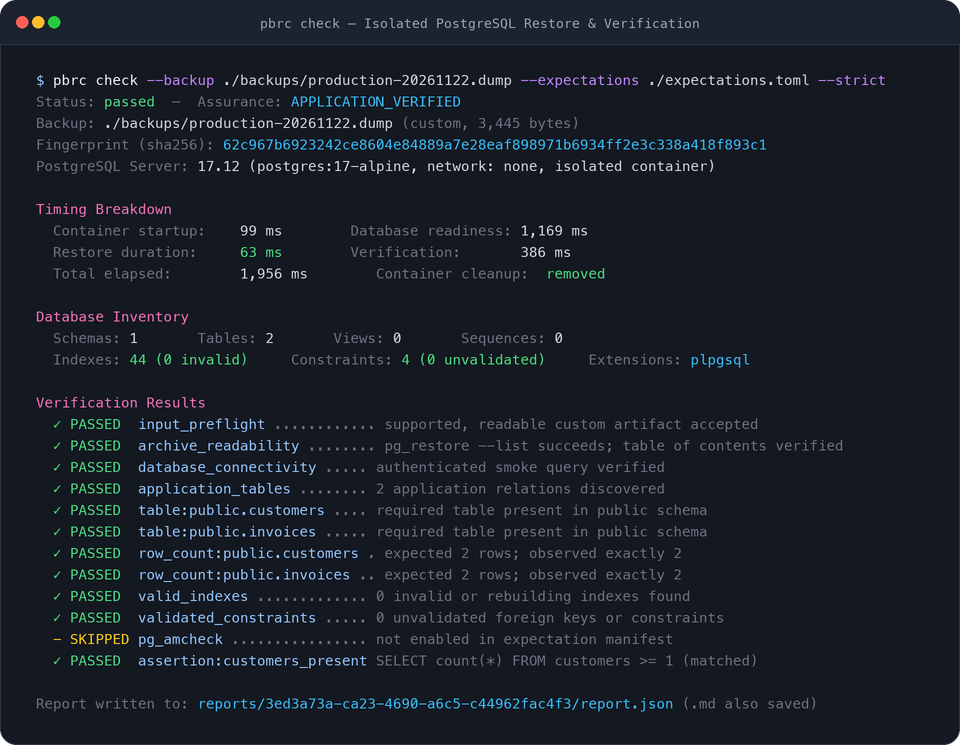 pbrc check — Isolated PostgreSQL Restore & Verification
$ pbrc check --backup ./backups/production-20261122.dump --expectations ./expectations.toml --strict
Status: passed — Assurance: APPLICATION_VERIFIED
Backup: ./backups/production-20261122.dump (custom, 3,445 bytes)
Fingerprint (sha256): 62c967b6923242ce8604e84889a7e28eaf898971b6934ff2e3c338a418f893c1
PostgreSQL Server: 17.12 (postgres:17-alpine, network: none, isolated container)
Timing Breakdown
Container startup: 99 ms Database readiness: 1,169 ms
Restore duration: 63 ms Verification: 386 ms
Total elapsed: 1,956 ms Container cleanup: removed
Database Inventory
Schemas: 1 Tables: 2 Views: 0 Sequences: 0
Indexes: 44 (0 invalid) Constraints: 4 (0 unvalidated) Extensions: plpgsql
Verification Results
✓ PASSED input_preflight ............ supported, readable custom artifact accepted
✓ PASSED archive_readability ........ pg_restore --list succeeds; table of contents verified
✓ PASSED database_connectivity ..... authenticated smoke query verified
✓ PASSED application_tables ........ 2 application relations discovered
✓ PASSED table:public.customers .... required table present in public schema
✓ PASSED table:public.invoices ..... required table present in public schema
✓ PASSED row_count:public.customers . expected 2 rows; observed exactly 2
✓ PASSED row_count:public.invoices .. expected 2 rows; observed exactly 2
✓ PASSED valid_indexes ............. 0 invalid or rebuilding indexes found
✓ PASSED validated_constraints ..... 0 unvalidated foreign keys or constraints
– SKIPPED pg_amcheck ................ not enabled in expectation manifest
✓ PASSED assertion:customers_present SELECT count(*) FROM customers >= 1 (matched)
Report written to: reports/3ed3a73a-ca23-4690-a6c5-c44962fac4f3/report.json (.md also saved)